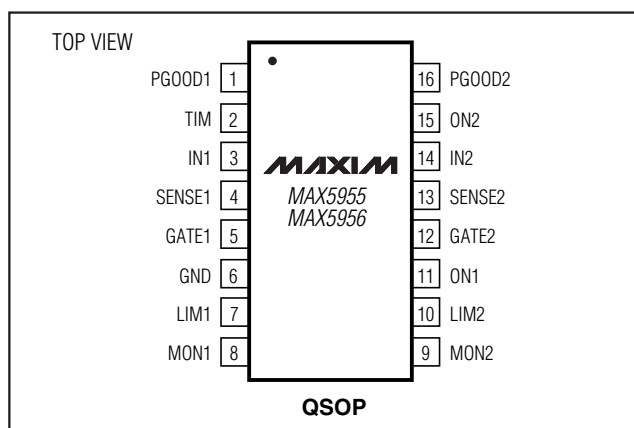 TOP VIEW
PGOOD1 1 16 PGOOD2
TIM 2 15 ON2
IN1 3 14 IN2
MAXIM
SENSE1 4 13 SENSE2
MAX5955
MAX5956
GATE1 5 12 GATE2
GND 6 11 ON1
LIM1 7 10 LIM2
MON1 8 9 MON2
QSOP